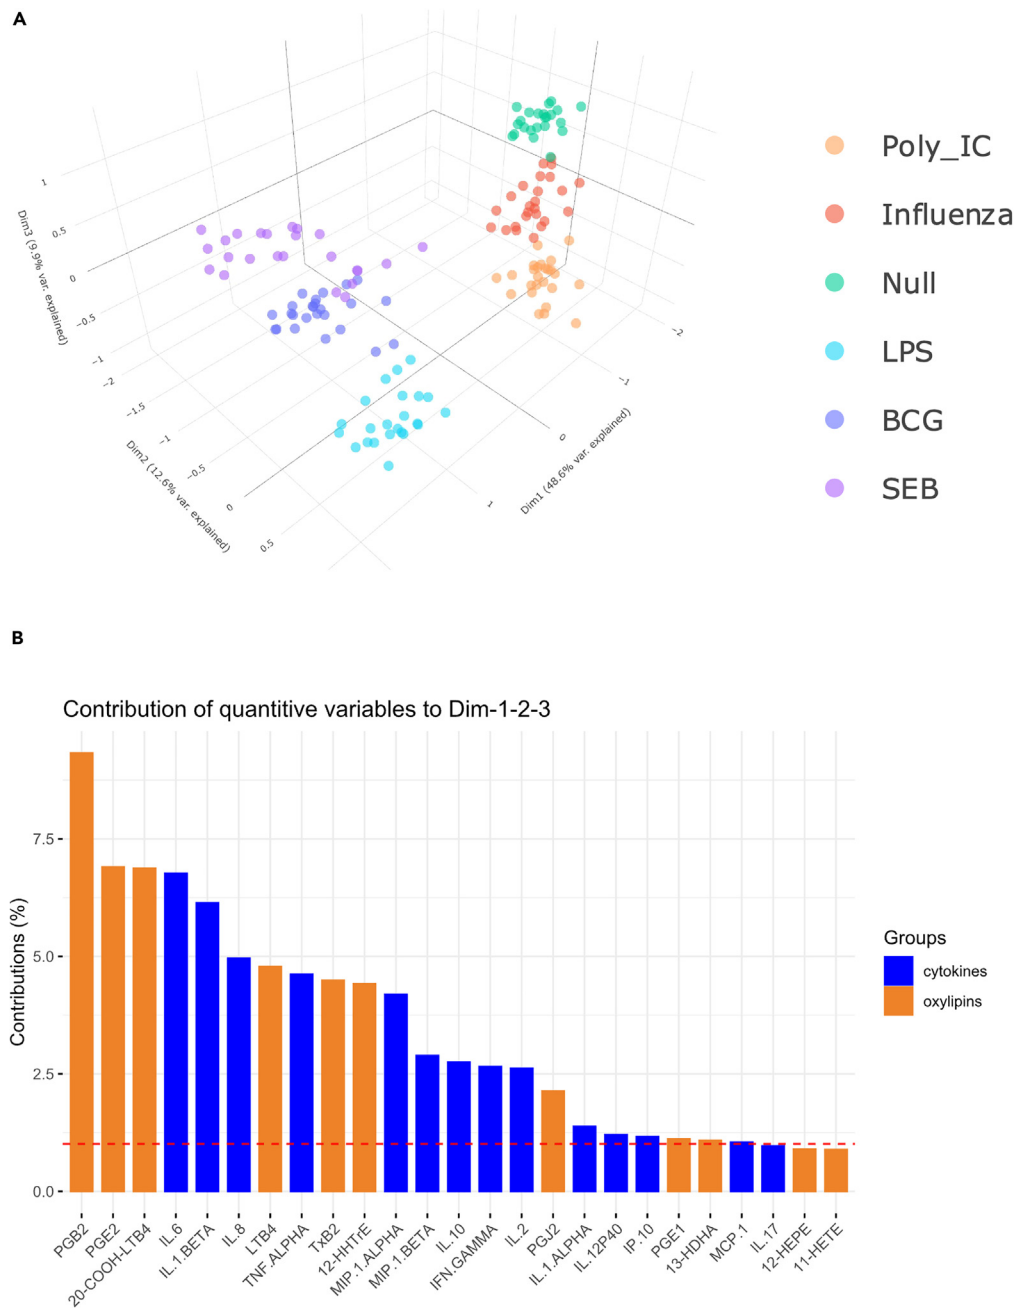 A
1
0.5
0
−0.5
−1
Dim3 (9.9% var. explained)
−2
−1.5
−1
−0.5
0
0.5
Dim2 (12.6% var. explained)
−2
−1
0
1
Dim1 (48.6% var. explained)
Poly_IC
Influenza
Null
LPS
BCG
SEB
B
Contribution of quantitive variables to Dim-1-2-3
Contributions (%)
7.5
5.0
2.5
0.0
PGB2
PGE2
20-COOH-LTB4
IL.6
IL.1.BETA
IL.8
LTB4
TNF.ALPHA
TxB2
12-HHTrE
MIP.1.ALPHA
MIP.1.BETA
IL.10
IFN.GAMMA
IL.2
PGJ2
IL.1.ALPHA
IL.12P40
IP.10
PGE1
13-HDHA
MCP.1
IL.17
12-HEPE
11-HETE
Groups
cytokines
oxylipins